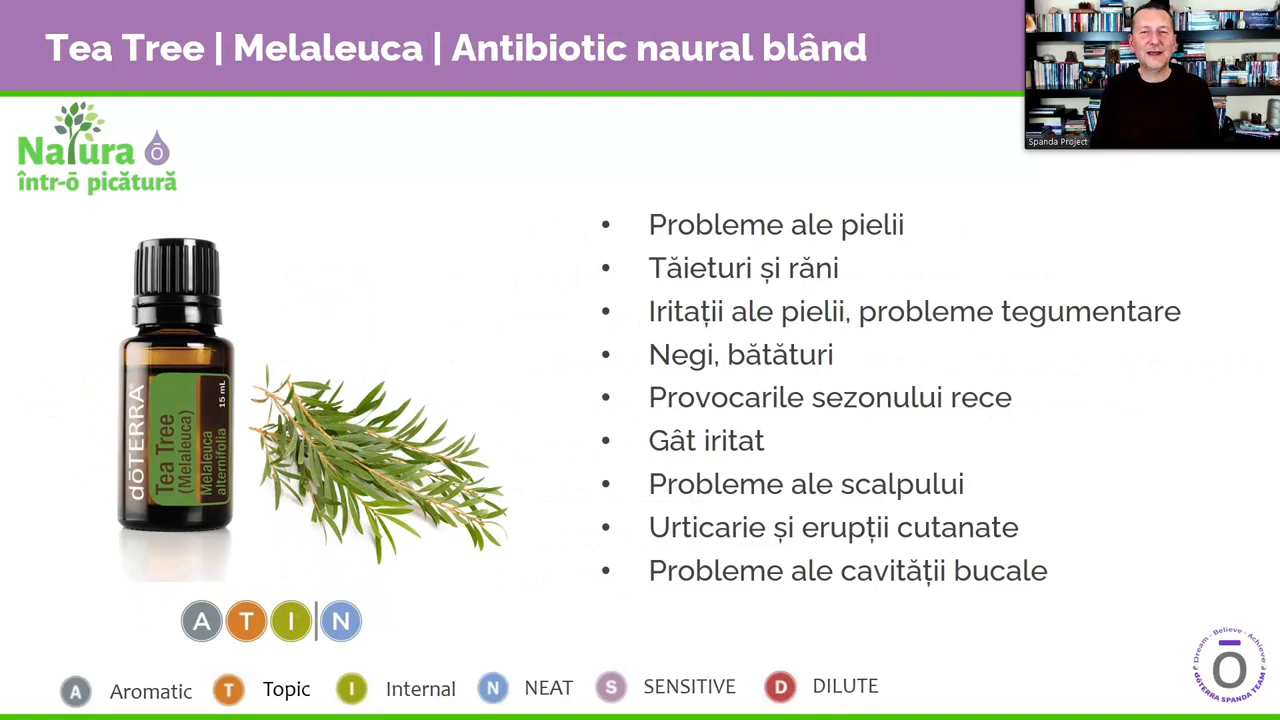 Tea Tree | Melaleuca | Antibiotic naural blând
Spanda Project
Natura ō
într-ō picătură
dōTERRA
15 mL
Tea Tree
(Melaleuca)
Melaleuca
alternifolia
• Probleme ale pielii
• Tăieturi și răni
• Iritații ale pielii, probleme tegumentare
• Negi, bătături
• Provocarile sezonului rece
• Gât iritat
• Probleme ale scalpului
• Urticarie și erupții cutanate
• Probleme ale cavității bucale
A T I | N
A Aromatic T Topic I Internal N NEAT S SENSITIVE D DILUTE
Dream - Believe - Achieve
Ō
dōTERRA SPANDA TEAM